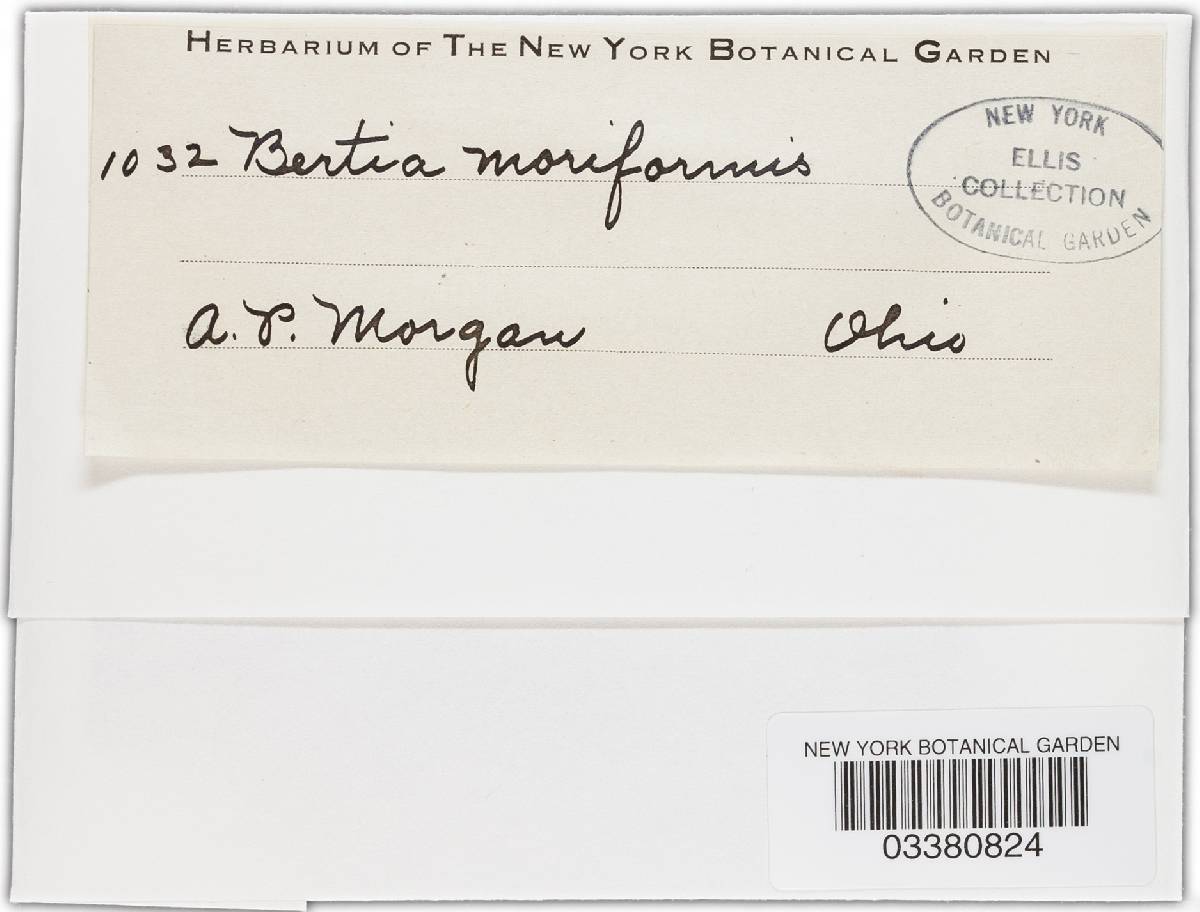 HERBARIUM OF THE NEW YORK BOTANICAL GARDEN
1032 Bertia moriformis
NEW YORK
ELLIS
COLLECTION
BOTANICAL GARDEN
A. P. Morgan Ohio
NEW YORK BOTANICAL GARDEN
03380824